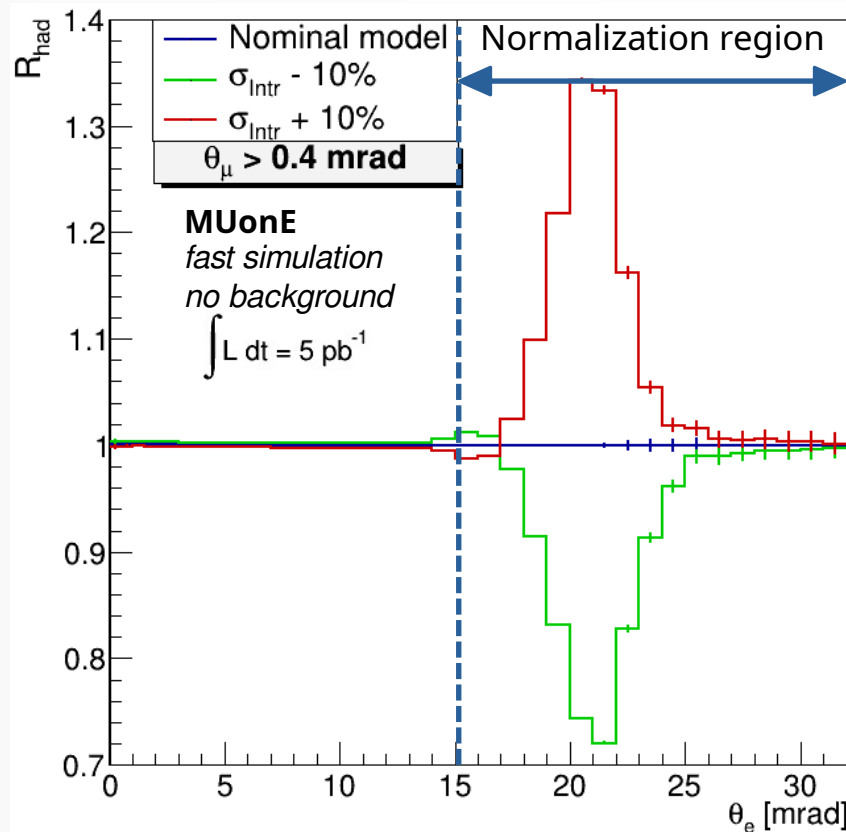 1.4
R_had
Nominal model
σ_Intr - 10%
σ_Intr + 10%
θ_μ > 0.4 mrad
Normalization region
MUonE
fast simulation
no background
∫ L dt = 5 pb⁻¹
1.3
1.2
1.1
1
0.9
0.8
0.7
0 5 10 15 20 25 30
θ_e [mrad]